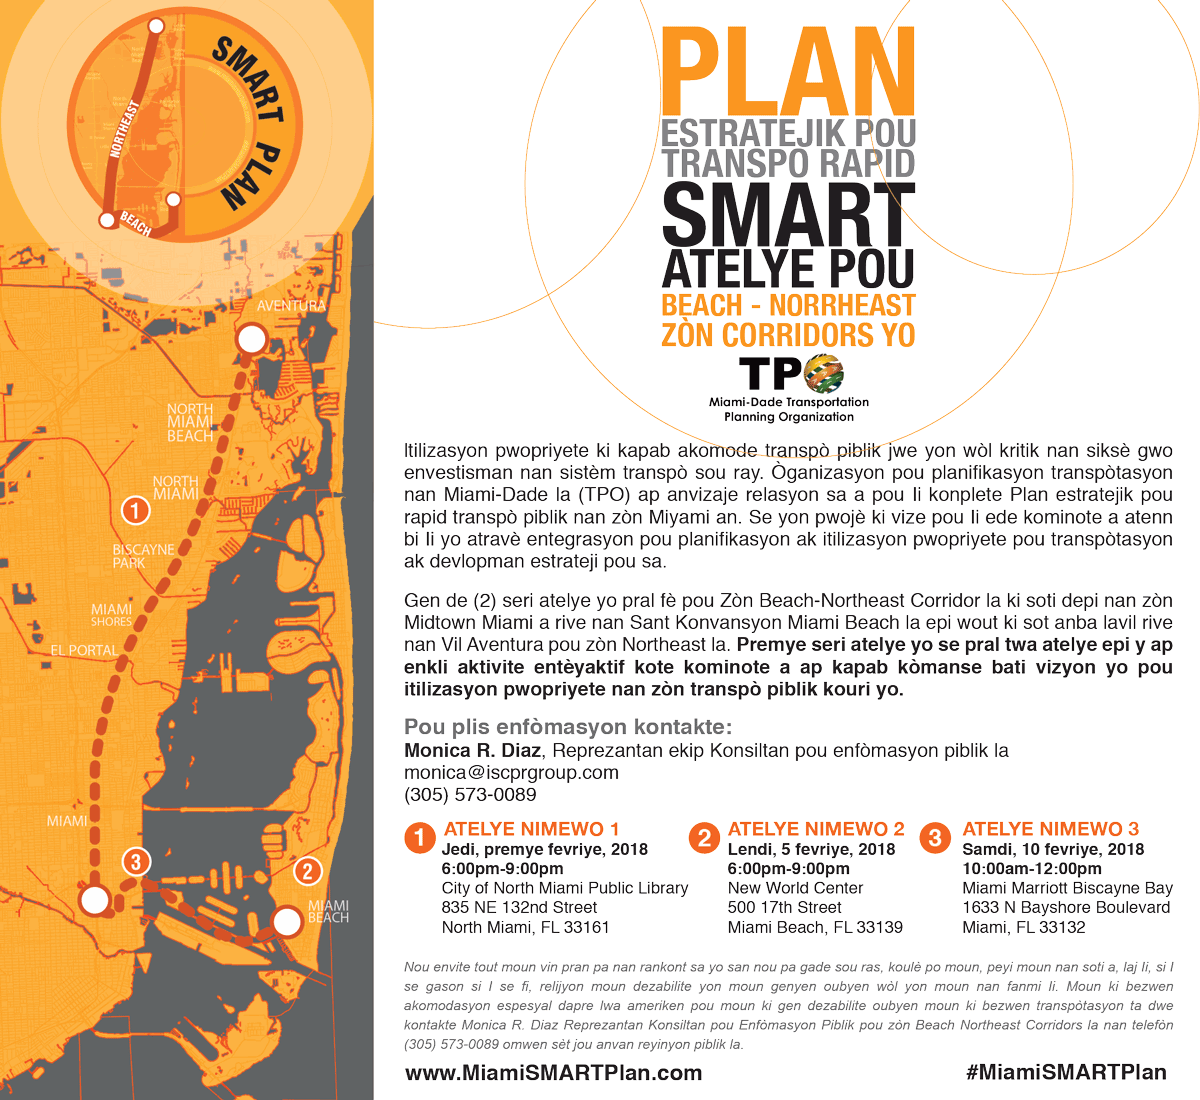 SMART PLAN
NORTHEAST
BEACH
AVENTURA
NORTH
MIAMI
BEACH
NORTH
MIAMI
1
BISCAYNE
PARK
MIAMI
SHORES
EL PORTAL
MIAMI
3
2
MIAMI
BEACH
PLAN
ESTRATEJIK POU
TRANSPO RAPID
SMART
ATELYE POU
BEACH - NORRHEAST
ZÒN CORRIDORS YO
TPO
Miami-Dade Transportation
Planning Organization
Itilizasyon pwopriyete ki kapab akomode transpò piblik jwe yon wòl kritik nan siksè gwo
envestisman nan sistèm transpò sou ray. Òganizasyon pou planifikasyon transpòtasyon
nan Miami-Dade la (TPO) ap anvizaje relasyon sa a pou li konplete Plan estratejik pou
rapid transpò piblik nan zòn Miyami an. Se yon pwojè ki vize pou li ede kominote a atenn
bi li yo atravè entegrasyon pou planifikasyon ak itilizasyon pwopriyete pou transpòtasyon
ak devlopman estrateji pou sa.
Gen de (2) seri atelye yo pral fè pou Zòn Beach-Northeast Corridor la ki soti depi nan zòn
Midtown Miami a rive nan Sant Konvansyon Miami Beach la epi wout ki sot anba lavil rive
nan Vil Aventura pou zòn Northeast la. Premye seri atelye yo se pral twa atelye epi y ap
enkli aktivite entèyaktif kote kominote a ap kapab kòmanse bati vizyon yo pou
itilizasyon pwopriyete nan zòn transpò piblik kouri yo.
Pou plis enfòmasyon kontakte:
Monica R. Diaz, Reprezantan ekip Konsiltan pou enfòmasyon piblik la
monica@iscprgroup.com
(305) 573-0089
1 ATELYE NIMEWO 1
Jedi, premye fevriye, 2018
6:00pm-9:00pm
City of North Miami Public Library
835 NE 132nd Street
North Miami, FL 33161
2 ATELYE NIMEWO 2
Lendi, 5 fevriye, 2018
6:00pm-9:00pm
New World Center
500 17th Street
Miami Beach, FL 33139
3 ATELYE NIMEWO 3
Samdi, 10 fevriye, 2018
10:00am-12:00pm
Miami Marriott Biscayne Bay
1633 N Bayshore Boulevard
Miami, FL 33132
Nou envite tout moun vin pran pa nan rankont sa yo san nou pa gade sou ras, koulè po moun, peyi moun nan soti a, laj li, si l
se gason si l se fi, relijyon moun dezabilite yon moun genyen oubyen wòl yon moun nan fanmi li. Moun ki bezwen
akomodasyon espesyal dapre lwa ameriken pou moun ki gen dezabilite oubyen moun ki bezwen transpòtasyon ta dwe
kontakte Monica R. Diaz Reprezantan Konsiltan pou Enfòmasyon Piblik pou zòn Beach Northeast Corridors la nan telefòn
(305) 573-0089 omwen sèt jou anvan reyinyon piblik la.
www.MiamiSMARTPlan.com
#MiamiSMARTPlan